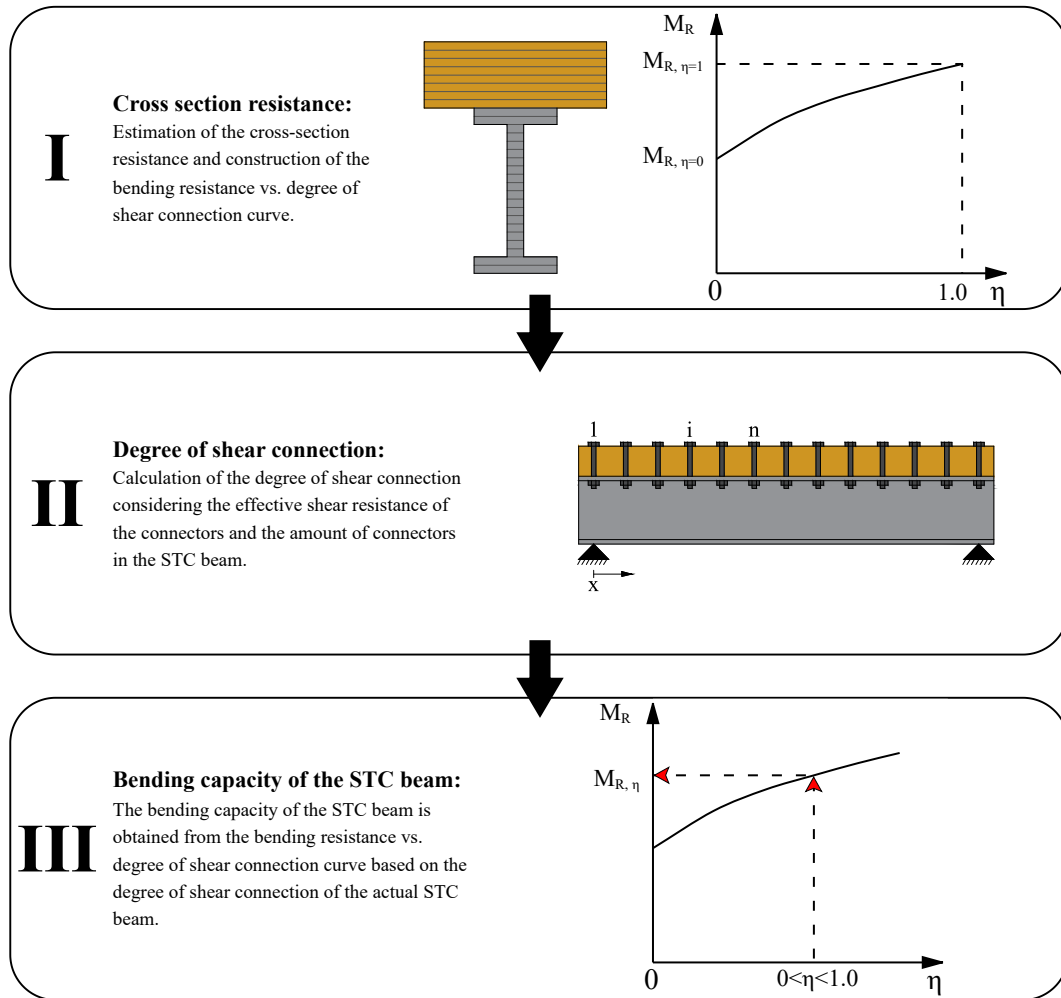 I
Cross section resistance:
Estimation of the cross-section
resistance and construction of the
bending resistance vs. degree of
shear connection curve.
M_R
M_{R, η=1}
M_{R, η=0}
0
1.0
η
II
Degree of shear connection:
Calculation of the degree of shear connection
considering the effective shear resistance of
the connectors and the amount of connectors
in the STC beam.
1
i
n
x
III
Bending capacity of the STC beam:
The bending capacity of the STC beam is
obtained from the bending resistance vs.
degree of shear connection curve based on the
degree of shear connection of the actual STC
beam.
M_R
M_{R, η}
0
0<η<1.0
η